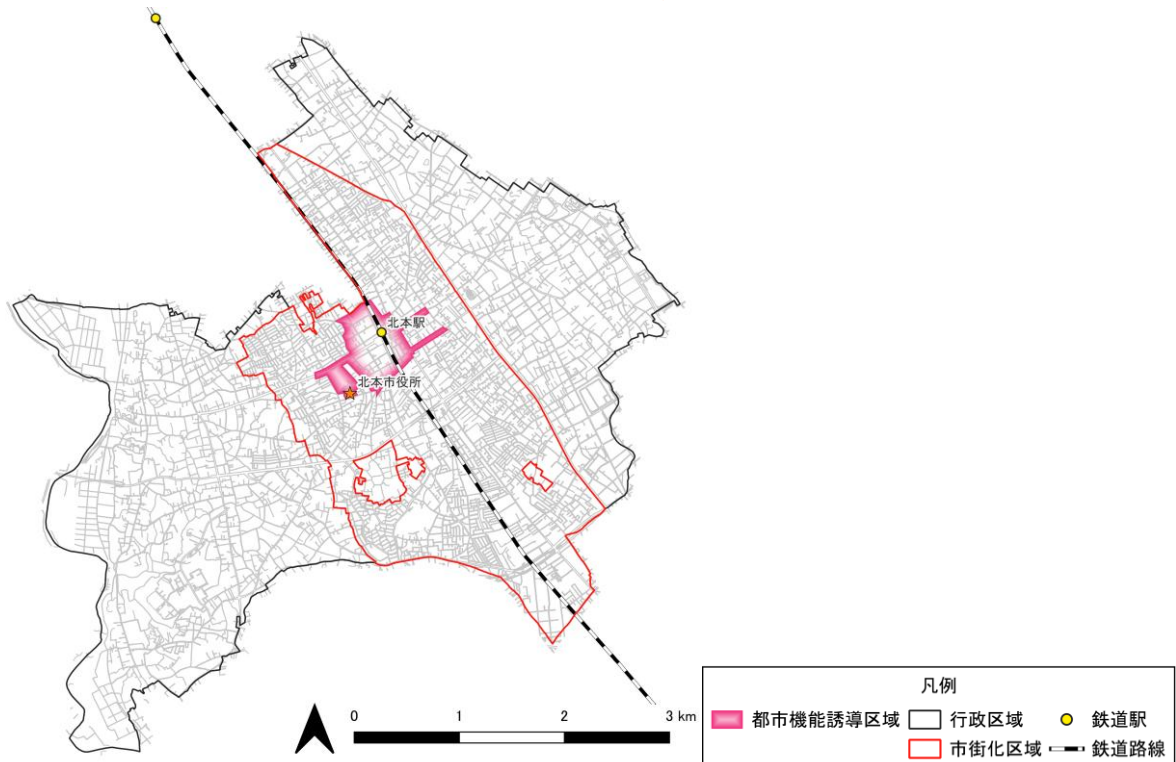 北本駅
北本市役所
0 1 2 3 km
凡例
都市機能誘導区域 行政区域 鉄道駅
市街化区域 鉄道路線